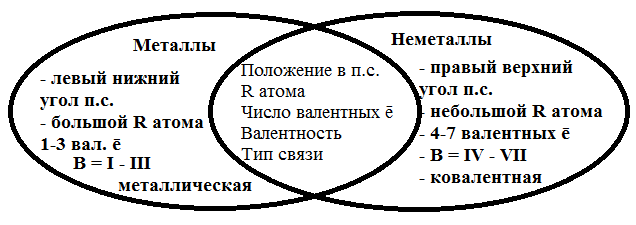 Металлы
- левый нижний
угол п.с.
- большой R атома
1-3 вал. ē
В = I - III
металлическая
Положение в п.с.
R атома
Число валентных ē
Валентность
Тип связи
Неметаллы
- правый верхний
угол п.с.
- небольшой R атома
- 4-7 валентных ē
- В = IV - VII
- ковалентная